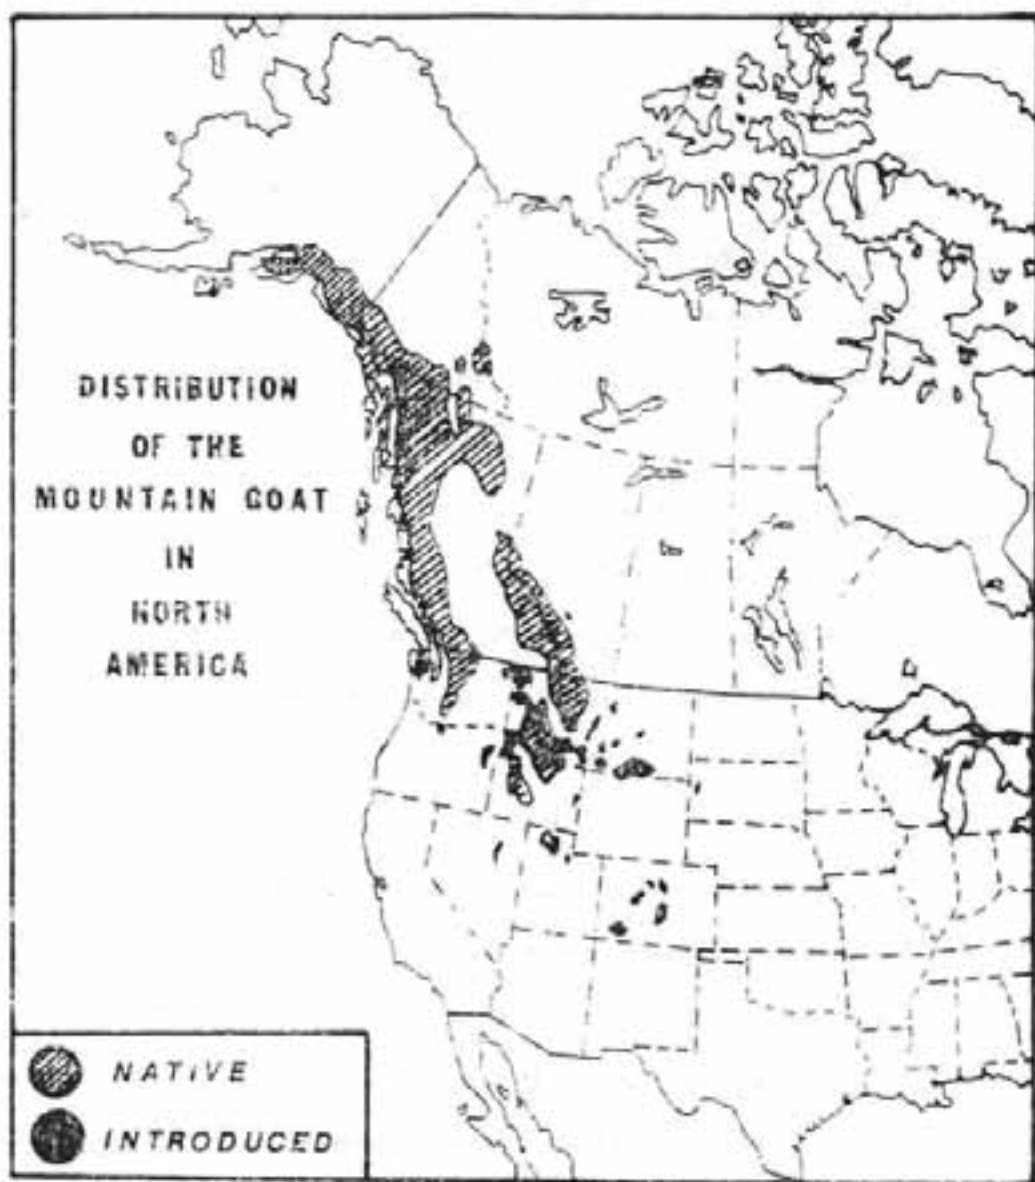 DISTRIBUTION
OF THE
MOUNTAIN GOAT
IN
NORTH
AMERICA
NATIVE
INTRODUCED